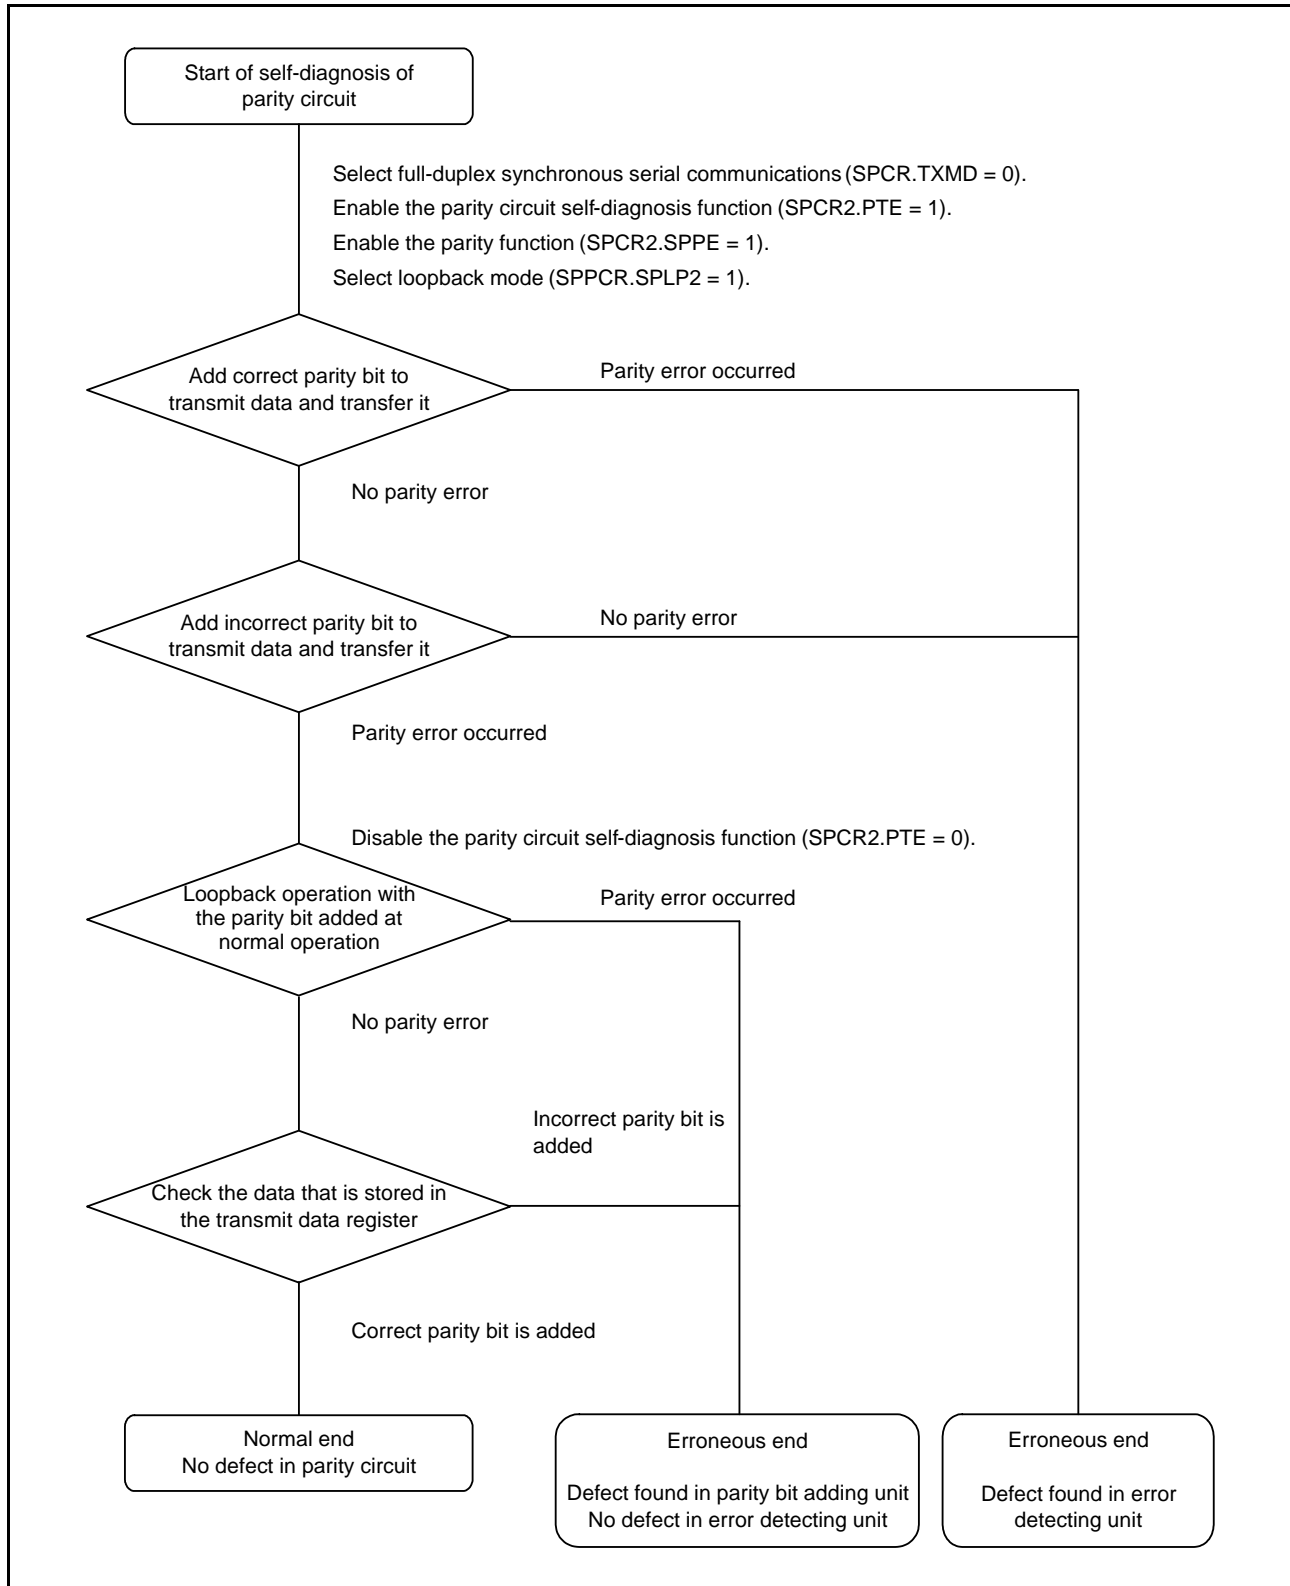 Start of self-diagnosis of
parity circuit
Select full-duplex synchronous serial communications (SPCR.TXMD = 0).
Enable the parity circuit self-diagnosis function (SPCR2.PTE = 1).
Enable the parity function (SPCR2.SPPE = 1).
Select loopback mode (SPPCR.SPLP2 = 1).
Add correct parity bit to
transmit data and transfer it
Parity error occurred
No parity error
Add incorrect parity bit to
transmit data and transfer it
No parity error
Parity error occurred
Disable the parity circuit self-diagnosis function (SPCR2.PTE = 0).
Loopback operation with
the parity bit added at
normal operation
Parity error occurred
No parity error
Incorrect parity bit is
added
Check the data that is stored in
the transmit data register
Correct parity bit is added
Normal end
No defect in parity circuit
Erroneous end
Defect found in parity bit adding unit
No defect in error detecting unit
Erroneous end
Defect found in error
detecting unit